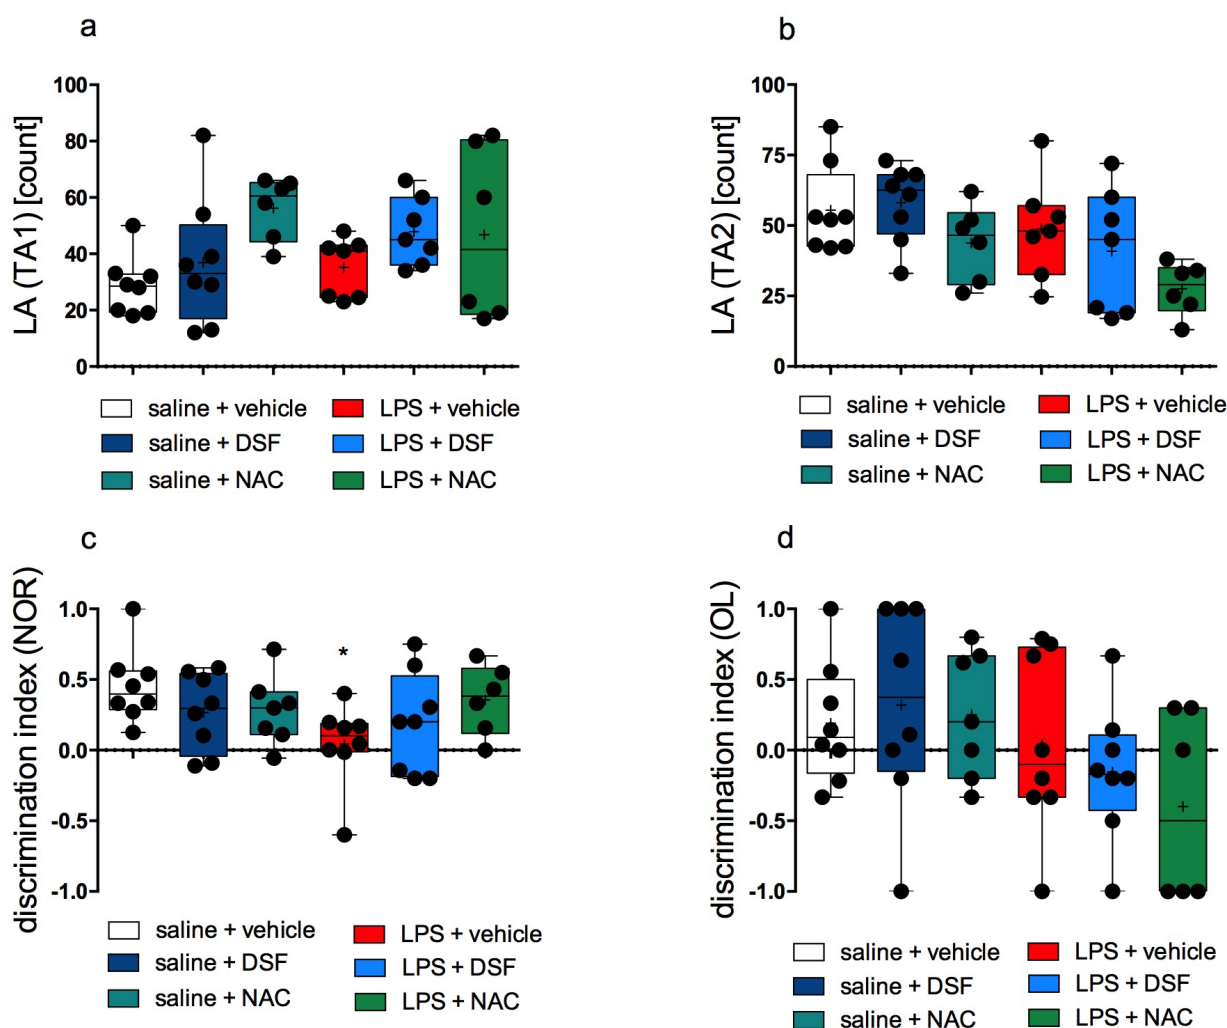 a
LA (TA1) [count]
100
80
60
40
20
0
saline + vehicle
LPS + vehicle
saline + DSF
LPS + DSF
saline + NAC
LPS + NAC
b
LA (TA2) [count]
100
75
50
25
0
saline + vehicle
LPS + vehicle
saline + DSF
LPS + DSF
saline + NAC
LPS + NAC
c
discrimination index (NOR)
1.0
0.5
0.0
-0.5
-1.0
*
saline + vehicle
LPS + vehicle
saline + DSF
LPS + DSF
saline + NAC
LPS + NAC
d
discrimination index (OL)
1.0
0.5
0.0
-0.5
-1.0
saline + vehicle
LPS + vehicle
saline + DSF
LPS + DSF
saline + NAC
LPS + NAC